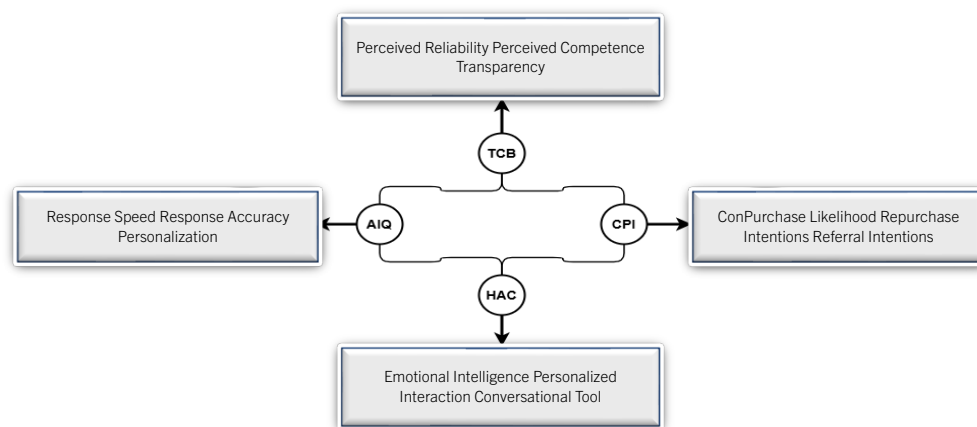 Perceived Reliability Perceived Competence
Transparency
TCB
Response Speed Response Accuracy
Personalization
AIQ
CPI
ConPurchase Likelihood Repurchase
Intentions Referral Intentions
HAC
Emotional Intelligence Personalized
Interaction Conversational Tool